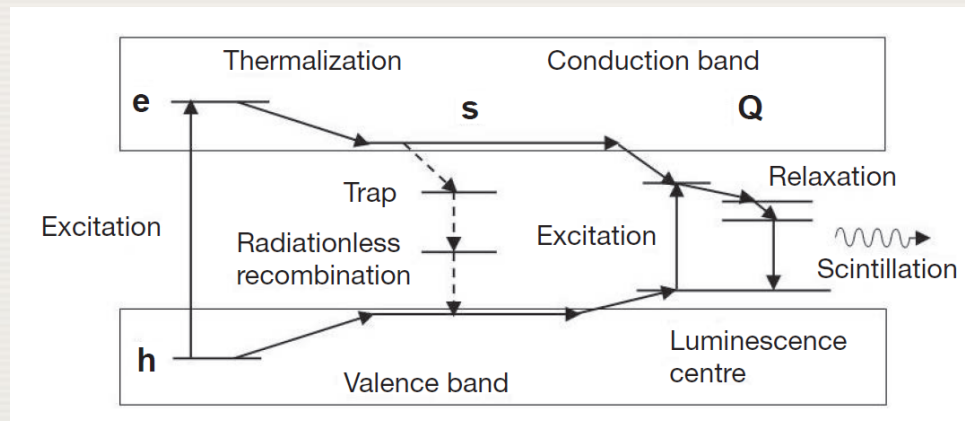 Thermalization
Conduction band
e
s
Q
Trap
Relaxation
Excitation
Radiationless
recombination
Excitation
Scintillation
h
Valence band
Luminescence
centre